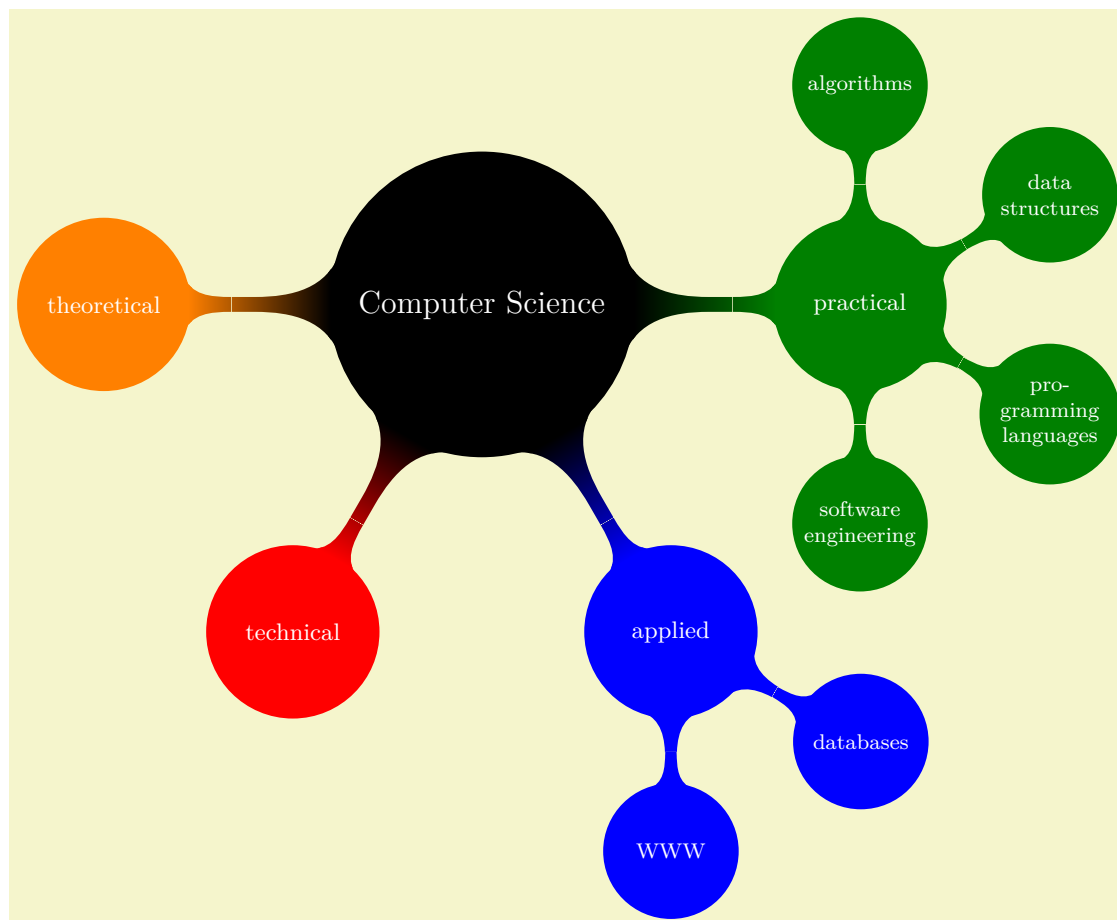 algorithms
data
structures
theoretical
Computer Science
practical
pro-
gramming
languages
software
engineering
technical
applied
databases
WWW